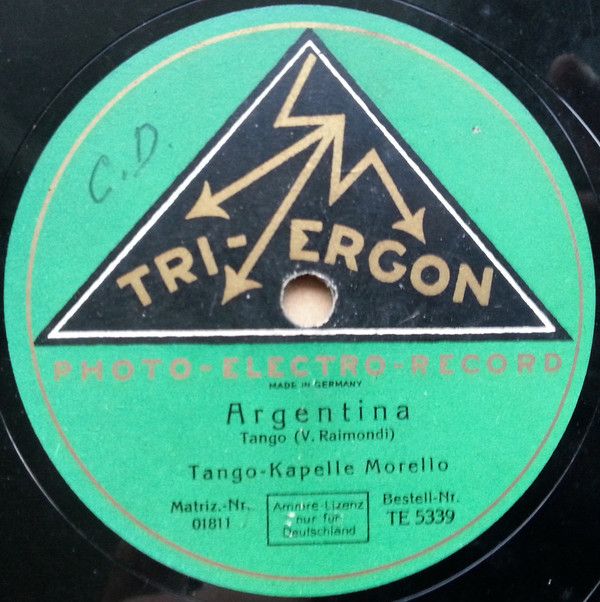 C.D.
TRI-ERGON
PHOTO-ELECTRO-RECORD
MADE IN GERMANY
Argentina
Tango (V. Raimondi)
Tango-Kapelle Morello
Matriz.-Nr.
01811
Ammre-Lizenz
nur für
Deutschland
Bestell-Nr.
TE 5339